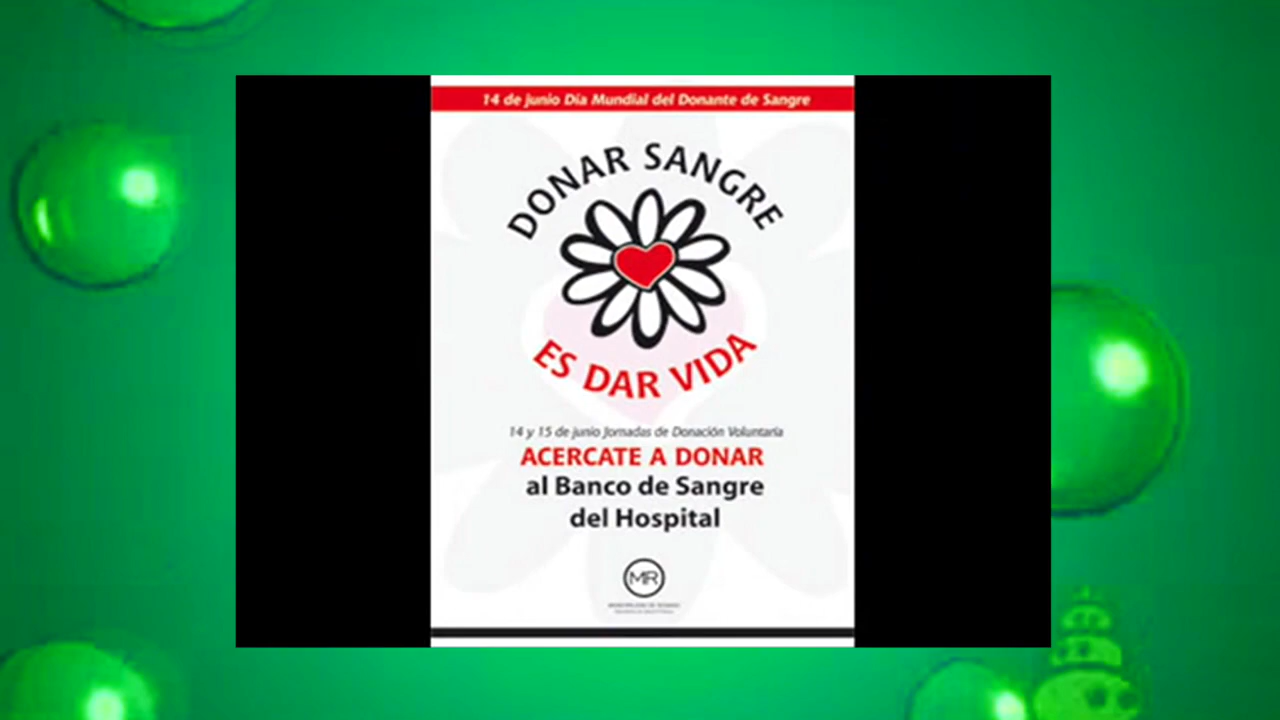 14 de junio Día Mundial del Donante de Sangre
DONAR SANGRE
ES DAR VIDA
14 y 15 de junio Jornadas de Donación Voluntaria
ACERCATE A DONAR
al Banco de Sangre
del Hospital
MR